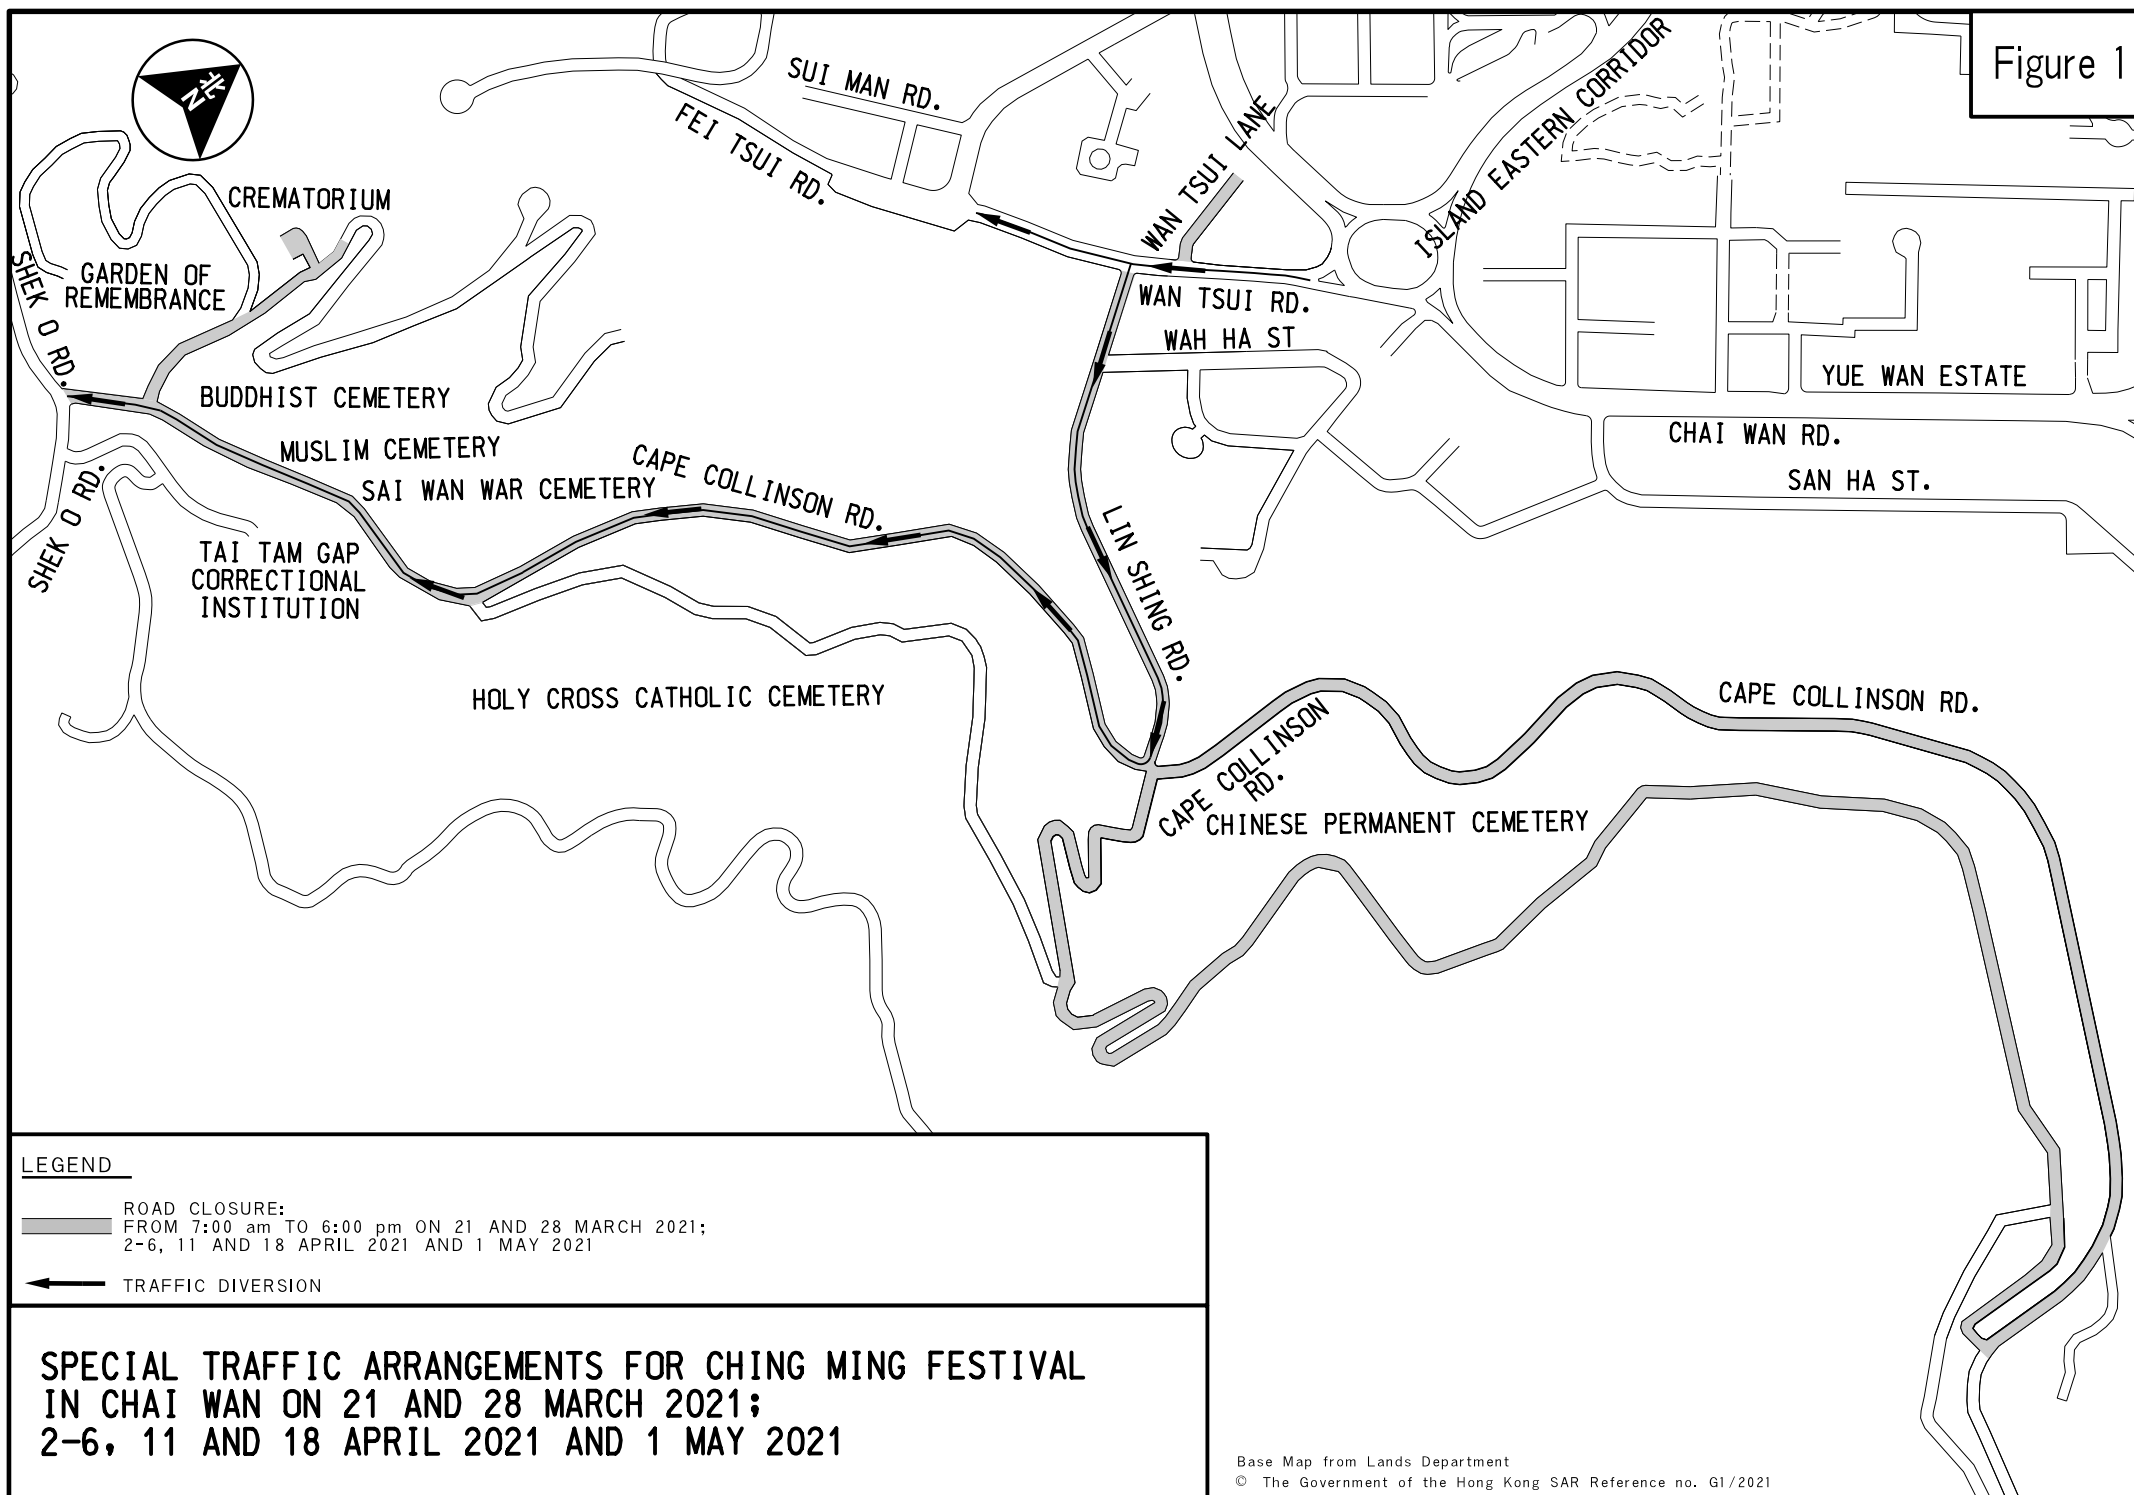 Figure 1
N北
SUI MAN RD.
FEI TSUI RD.
WAN TSUI LANE
ISLAND EASTERN CORRIDOR
CREMATORIUM
GARDEN OF
REMEMBRANCE
SHEK O RD.
WAN TSUI RD.
WAH HA ST
YUE WAN ESTATE
BUDDHIST CEMETERY
CHAI WAN RD.
MUSLIM CEMETERY
SAI WAN WAR CEMETERY
CAPE COLLINSON RD.
SAN HA ST.
SHEK O RD.
TAI TAM GAP
CORRECTIONAL
INSTITUTION
LIN SHING RD.
HOLY CROSS CATHOLIC CEMETERY
CAPE COLLINSON RD.
CAPE COLLINSON
RD.
CHINESE PERMANENT CEMETERY
LEGEND
ROAD CLOSURE:
FROM 7:00 am TO 6:00 pm ON 21 AND 28 MARCH 2021;
2-6, 11 AND 18 APRIL 2021 AND 1 MAY 2021
TRAFFIC DIVERSION
SPECIAL TRAFFIC ARRANGEMENTS FOR CHING MING FESTIVAL
IN CHAI WAN ON 21 AND 28 MARCH 2021;
2-6, 11 AND 18 APRIL 2021 AND 1 MAY 2021
Base Map from Lands Department
© The Government of the Hong Kong SAR Reference no. G1/2021